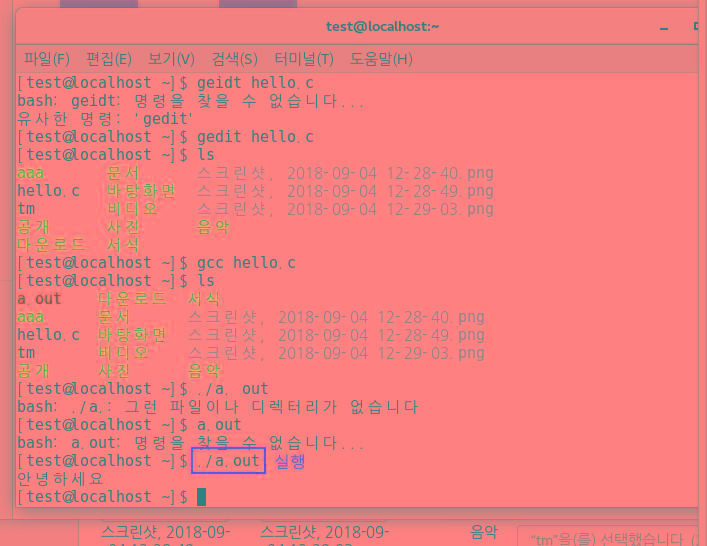 test@localhost:~
파일(F) 편집(E) 보기(V) 검색(S) 터미널(T) 도움말(H)
[test@localhost ~]$ geidt hello.c
bash: geidt: 명령을 찾을 수 없습니다...
유사한 명령: 'gedit'
[test@localhost ~]$ gedit hello.c
[test@localhost ~]$ ls
aaa 문서 스크린샷, 2018-09-04 12-28-40.png
hello.c 바탕화면 스크린샷, 2018-09-04 12-28-49.png
tm 비디오 스크린샷, 2018-09-04 12-29-03.png
공개 사진 음악
다운로드 서식
[test@localhost ~]$ gcc hello.c
[test@localhost ~]$ ls
a.out 다운로드 서식
aaa 문서 스크린샷, 2018-09-04 12-28-40.png
hello.c 바탕화면 스크린샷, 2018-09-04 12-28-49.png
tm 비디오 스크린샷, 2018-09-04 12-29-03.png
공개 사진 음악
[test@localhost ~]$ ./a. out
bash: ./a.: 그런 파일이나 디렉터리가 없습니다
[test@localhost ~]$ a.out
bash: a.out: 명령을 찾을 수 없습니다...
[test@localhost ~]$ ./a.out 실행
안녕하세요
[test@localhost ~]$
스크린샷, 2018-09- 스크린샷, 2018-09- 음악
"tm"을(를) 선택했습니다